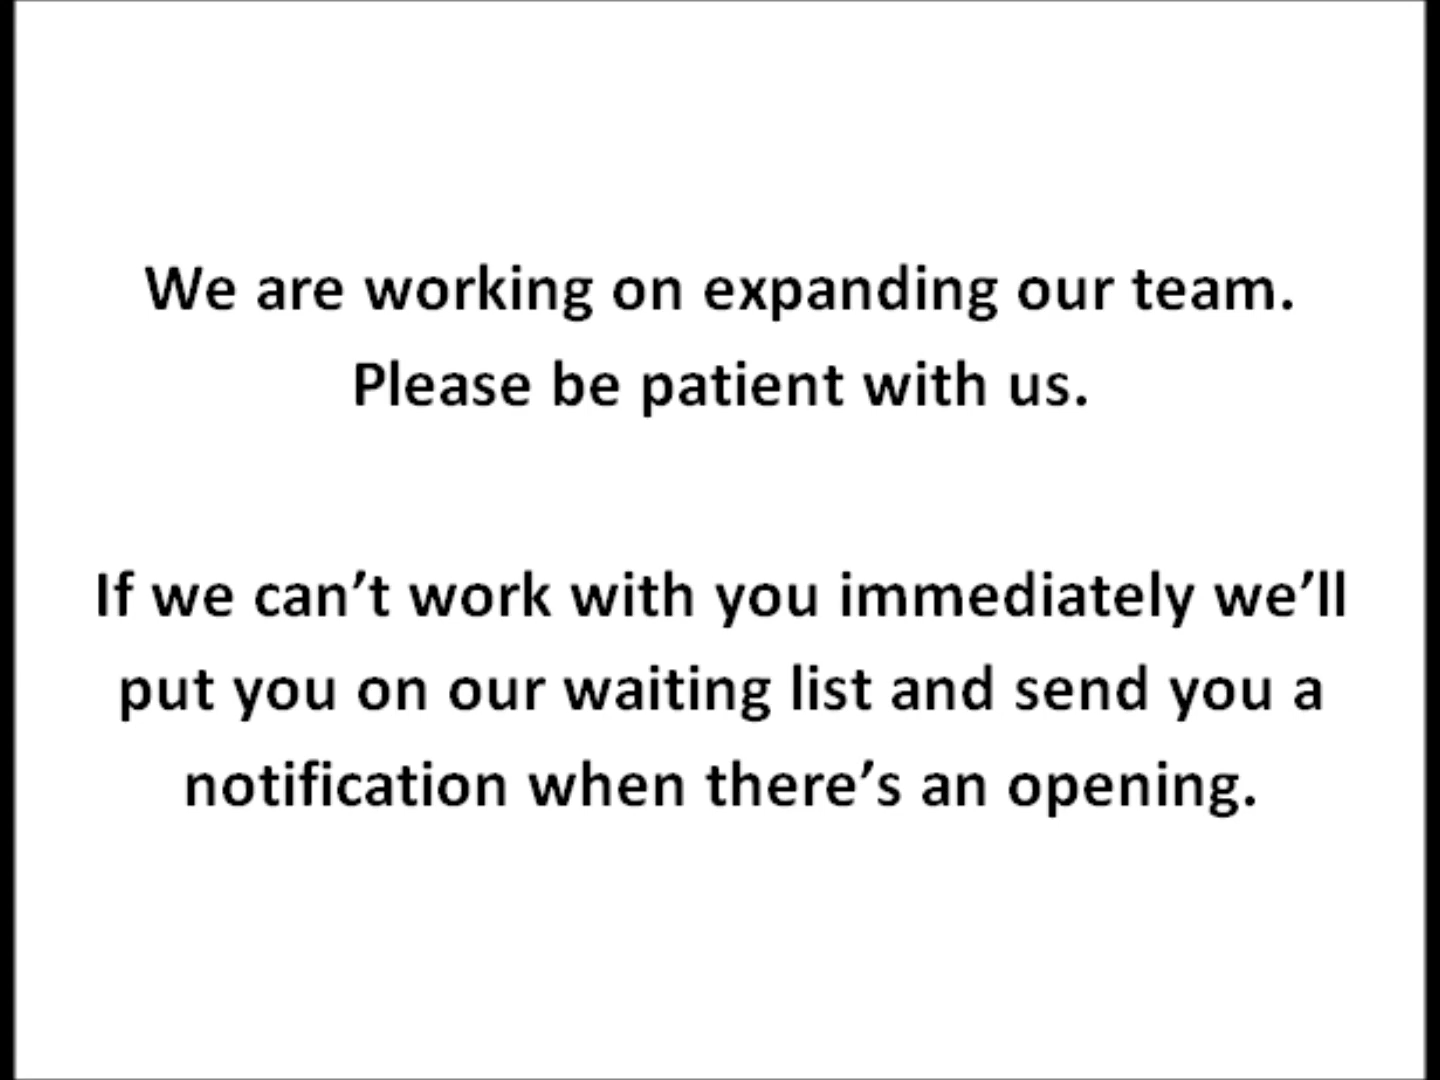 We are working on expanding our team.
Please be patient with us.
If we can’t work with you immediately we’ll
put you on our waiting list and send you a
notification when there’s an opening.